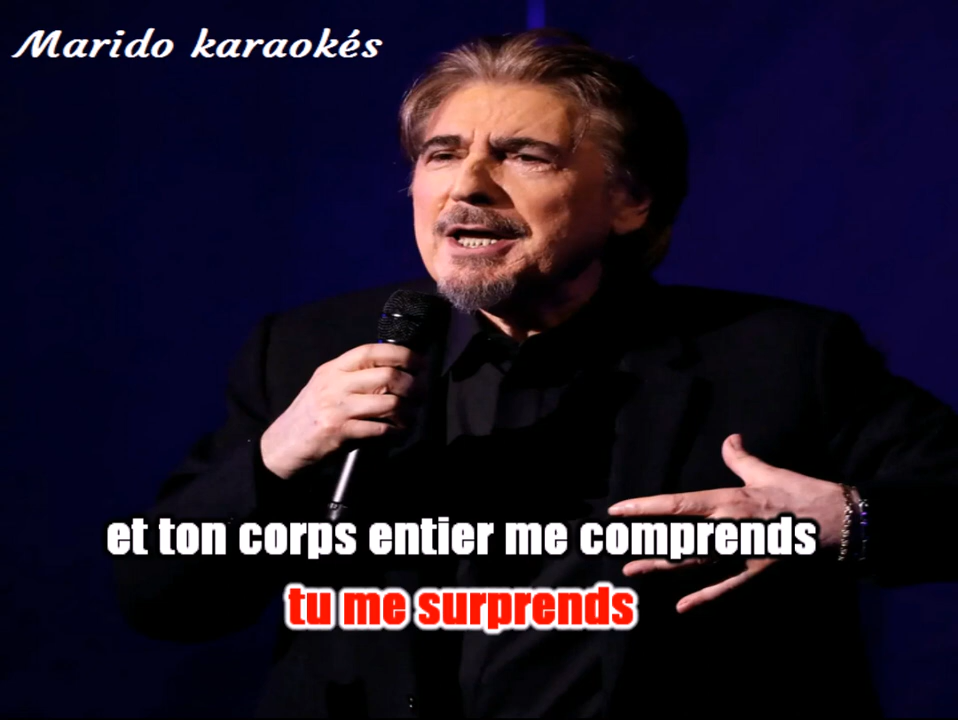 Marido karaokés
et ton corps entier me comprends
tu me surprends